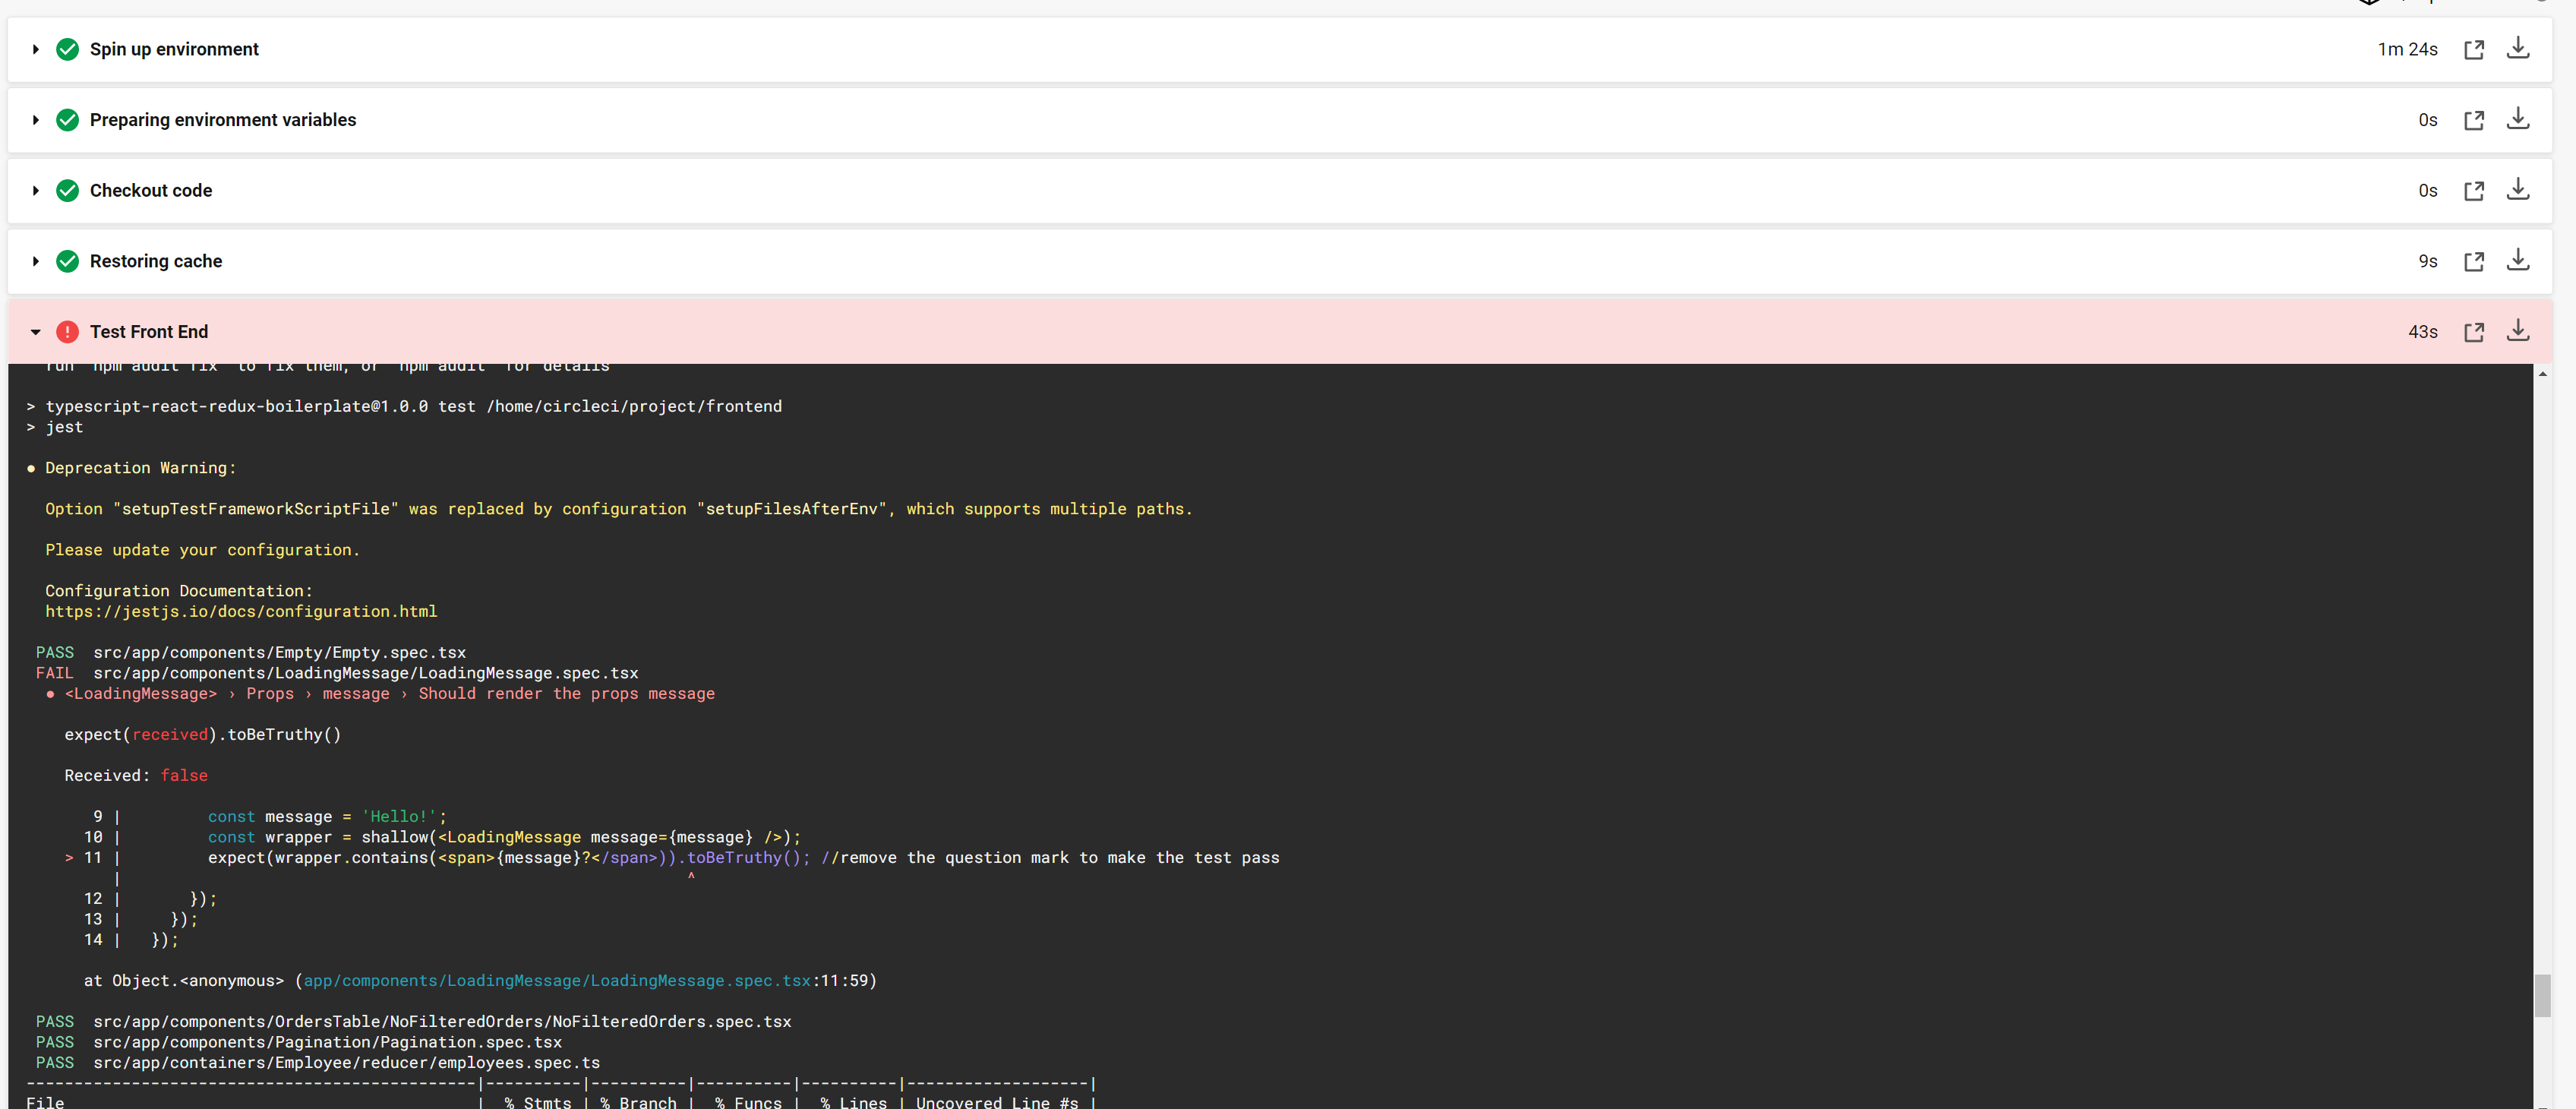 Spin up environment 1m 24s
Preparing environment variables 0s
Checkout code 0s
Restoring cache 9s
Test Front End 43s
run `npm audit fix` to fix them, or `npm audit` for details
> typescript-react-redux-boilerplate@1.0.0 test /home/circleci/project/frontend
> jest
● Deprecation Warning:
Option "setupTestFrameworkScriptFile" was replaced by configuration "setupFilesAfterEnv", which supports multiple paths.
Please update your configuration.
Configuration Documentation:
https://jestjs.io/docs/configuration.html
PASS src/app/components/Empty/Empty.spec.tsx
FAIL src/app/components/LoadingMessage/LoadingMessage.spec.tsx
● <LoadingMessage> › Props › message › Should render the props message
expect(received).toBeTruthy()
Received: false
9 | const message = 'Hello!';
10 | const wrapper = shallow(<LoadingMessage message={message} />);
> 11 | expect(wrapper.contains(<span>{message}?</span>)).toBeTruthy(); //remove the question mark to make the test pass
| ^
12 | });
13 | });
14 | });
at Object.<anonymous> (app/components/LoadingMessage/LoadingMessage.spec.tsx:11:59)
PASS src/app/components/OrdersTable/NoFilteredOrders/NoFilteredOrders.spec.tsx
PASS src/app/components/Pagination/Pagination.spec.tsx
PASS src/app/containers/Employee/reducer/employees.spec.ts
-----------------------------------------------|----------|----------|----------|----------|-------------------|
File | % Stmts | % Branch | % Funcs | % Lines | Uncovered Line #s |